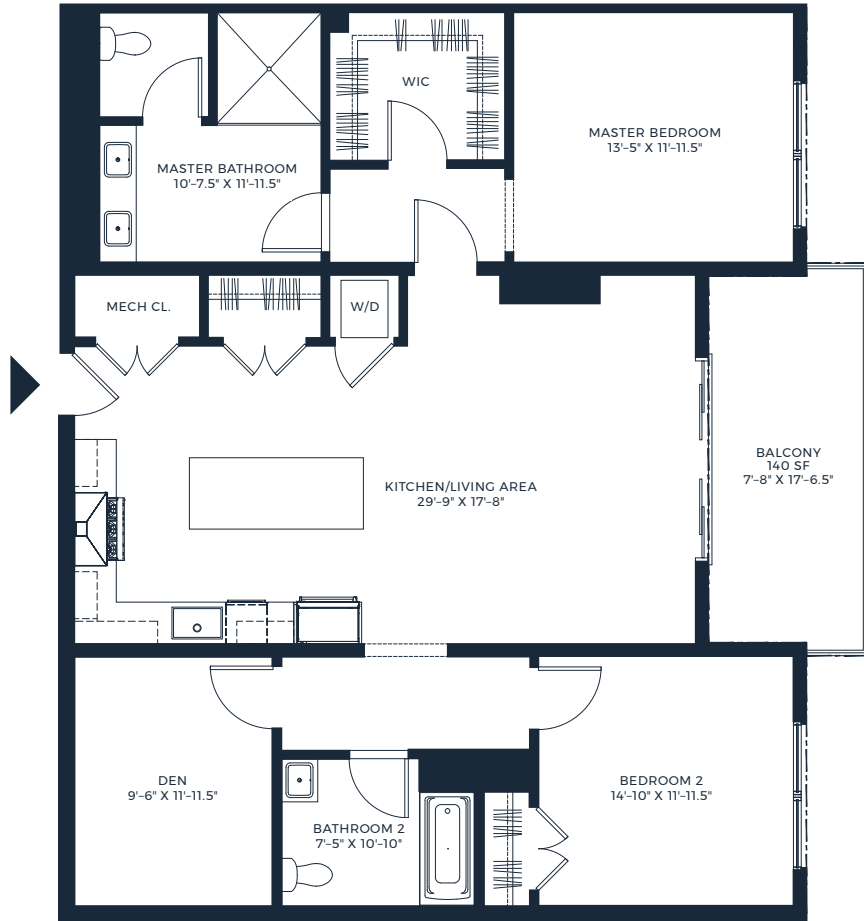 WIC
MASTER BEDROOM
13'-5" X 11'-11.5"
MASTER BATHROOM
10'-7.5" X 11'-11.5"
MECH CL.
W/D
BALCONY
140 SF
7'-8" X 17'-6.5"
KITCHEN/LIVING AREA
29'-9" X 17'-8"
DEN
9'-6" X 11'-11.5"
BEDROOM 2
14'-10" X 11'-11.5"
BATHROOM 2
7'-5" X 10'-10"